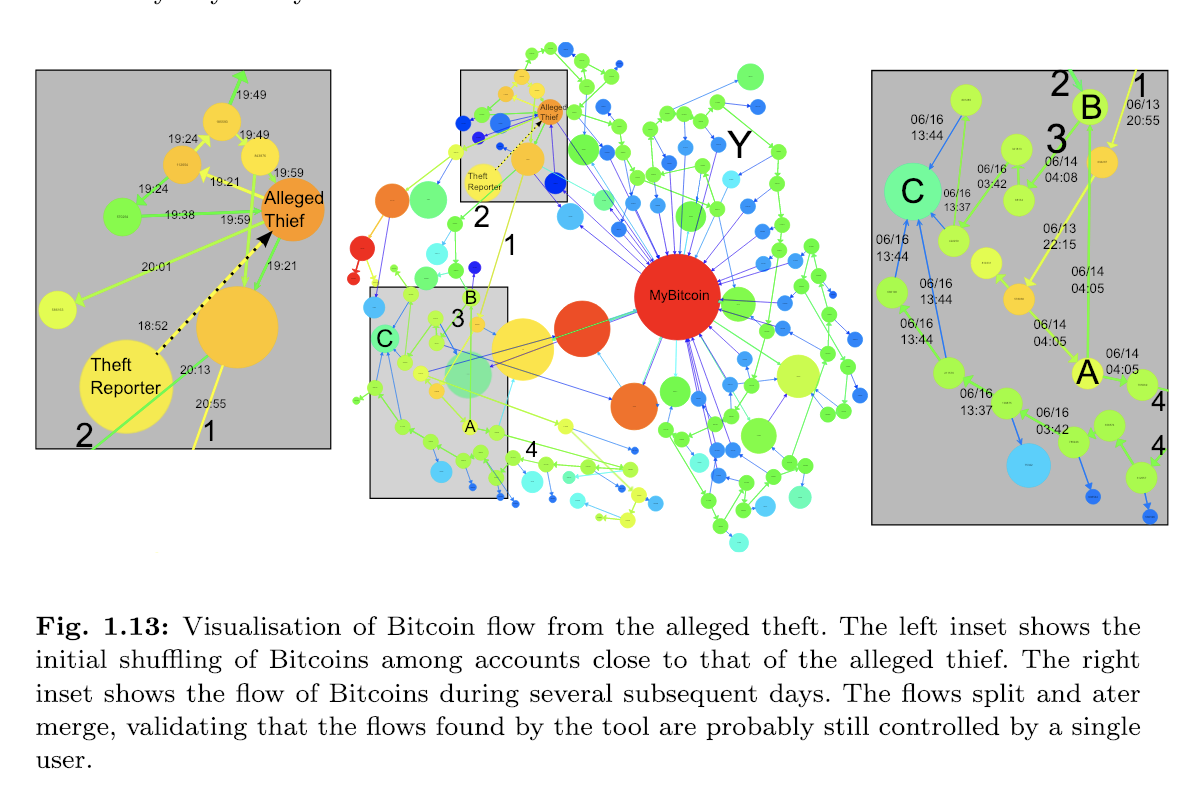 19:49
19:24
19:49
19:21
19:59
19:24
Alleged
Thief
19:38
19:59
20:01
19:21
18:52
Theft
Reporter
20:13
20:55
2
1
Alleged
Thief
Theft
Reporter
2
1
Y
MyBitcoin
B
3
C
A
4
2
1
B
06/13
20:55
06/16
13:44
3
06/14
04:08
06/16
03:42
C
06/16
13:37
06/13
22:15
06/16
13:44
06/16
13:44
06/14
04:05
06/16
13:44
06/14
04:05
06/14
04:05
A
4
06/16
13:37
06/16
03:42
4
Fig. 1.13: Visualisation of Bitcoin flow from the alleged theft. The left inset shows the
initial shuffling of Bitcoins among accounts close to that of the alleged thief. The right
inset shows the flow of Bitcoins during several subsequent days. The flows split and ater
merge, validating that the flows found by the tool are probably still controlled by a single
user.